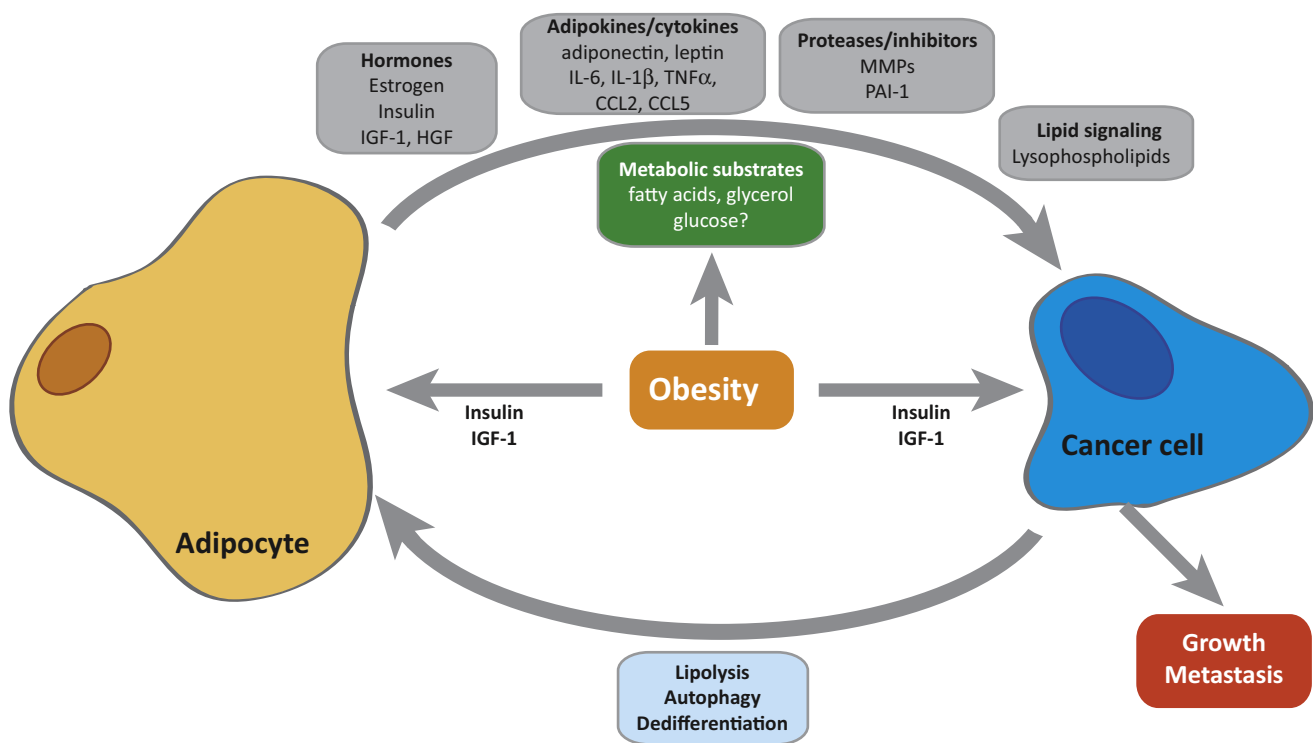 Hormones
Estrogen
Insulin
IGF-1, HGF
Adipokines/cytokines
adiponectin, leptin
IL-6, IL-1β, TNFα,
CCL2, CCL5
Proteases/inhibitors
MMPs
PAI-1
Lipid signaling
Lysophospholipids
Metabolic substrates
fatty acids, glycerol
glucose?
Obesity
Insulin
IGF-1
Insulin
IGF-1
Adipocyte
Cancer cell
Lipolysis
Autophagy
Dedifferentiation
Growth
Metastasis